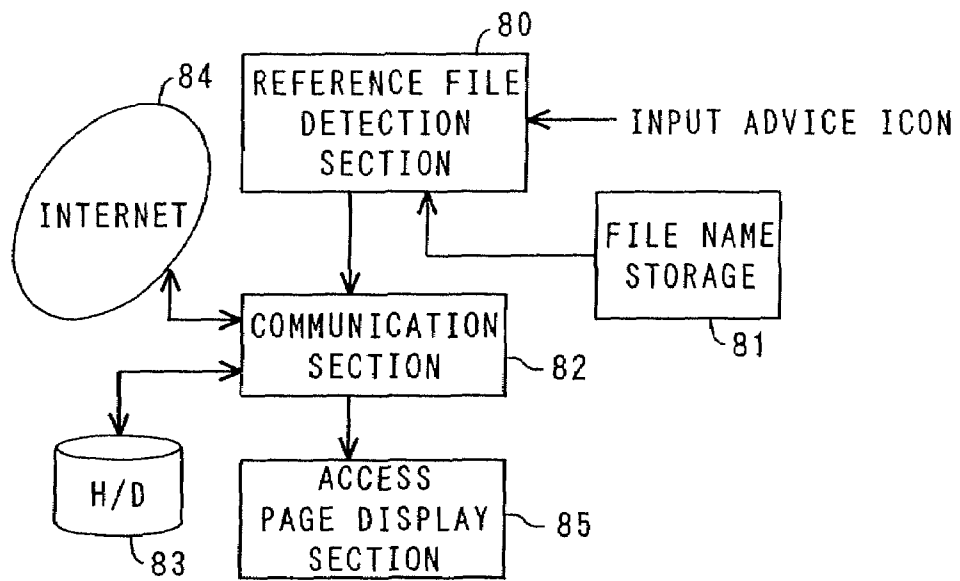 80
REFERENCE FILE
DETECTION
SECTION
INPUT ADVICE ICON
84
INTERNET
FILE NAME
STORAGE
81
COMMUNICATION
SECTION
82
H/D
83
ACCESS
PAGE DISPLAY
SECTION
85